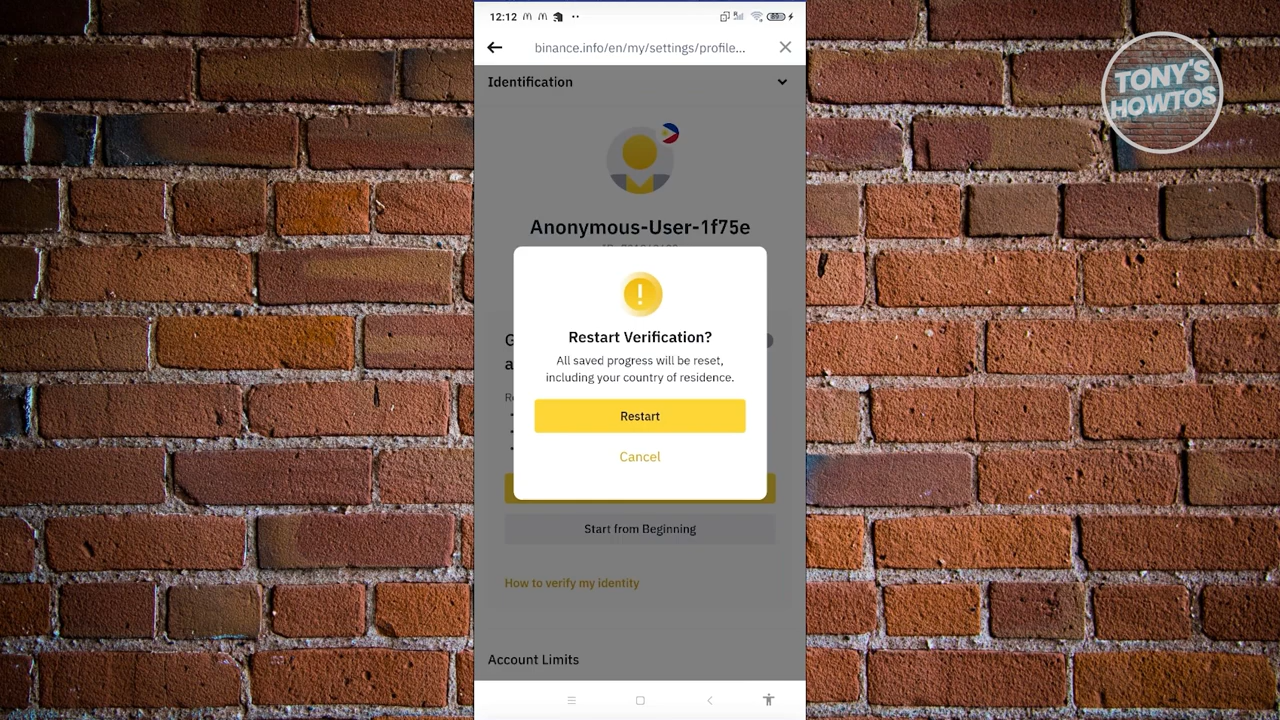 12:12
binance.info/en/my/settings/profile...
TONY'S
HOWTOS
Identification
Anonymous-User-1f75e
Restart Verification?
All saved progress will be reset,
including your country of residence.
Restart
Cancel
Start from Beginning
How to verify my identity
Account Limits